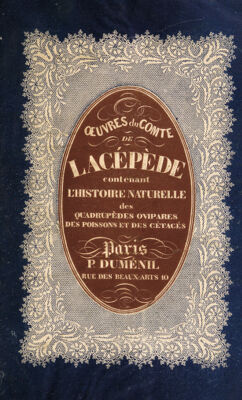 ŒUVRES du COMTE
DE
LACÉPÈDE
contenant
L'HISTOIRE NATURELLE
des
QUADRUPÈDES OVIPARES
DES POISSONS ET DES CÉTACÉS
Paris
P. DUMÉNIL
RUE DES BEAUX-ARTS 10